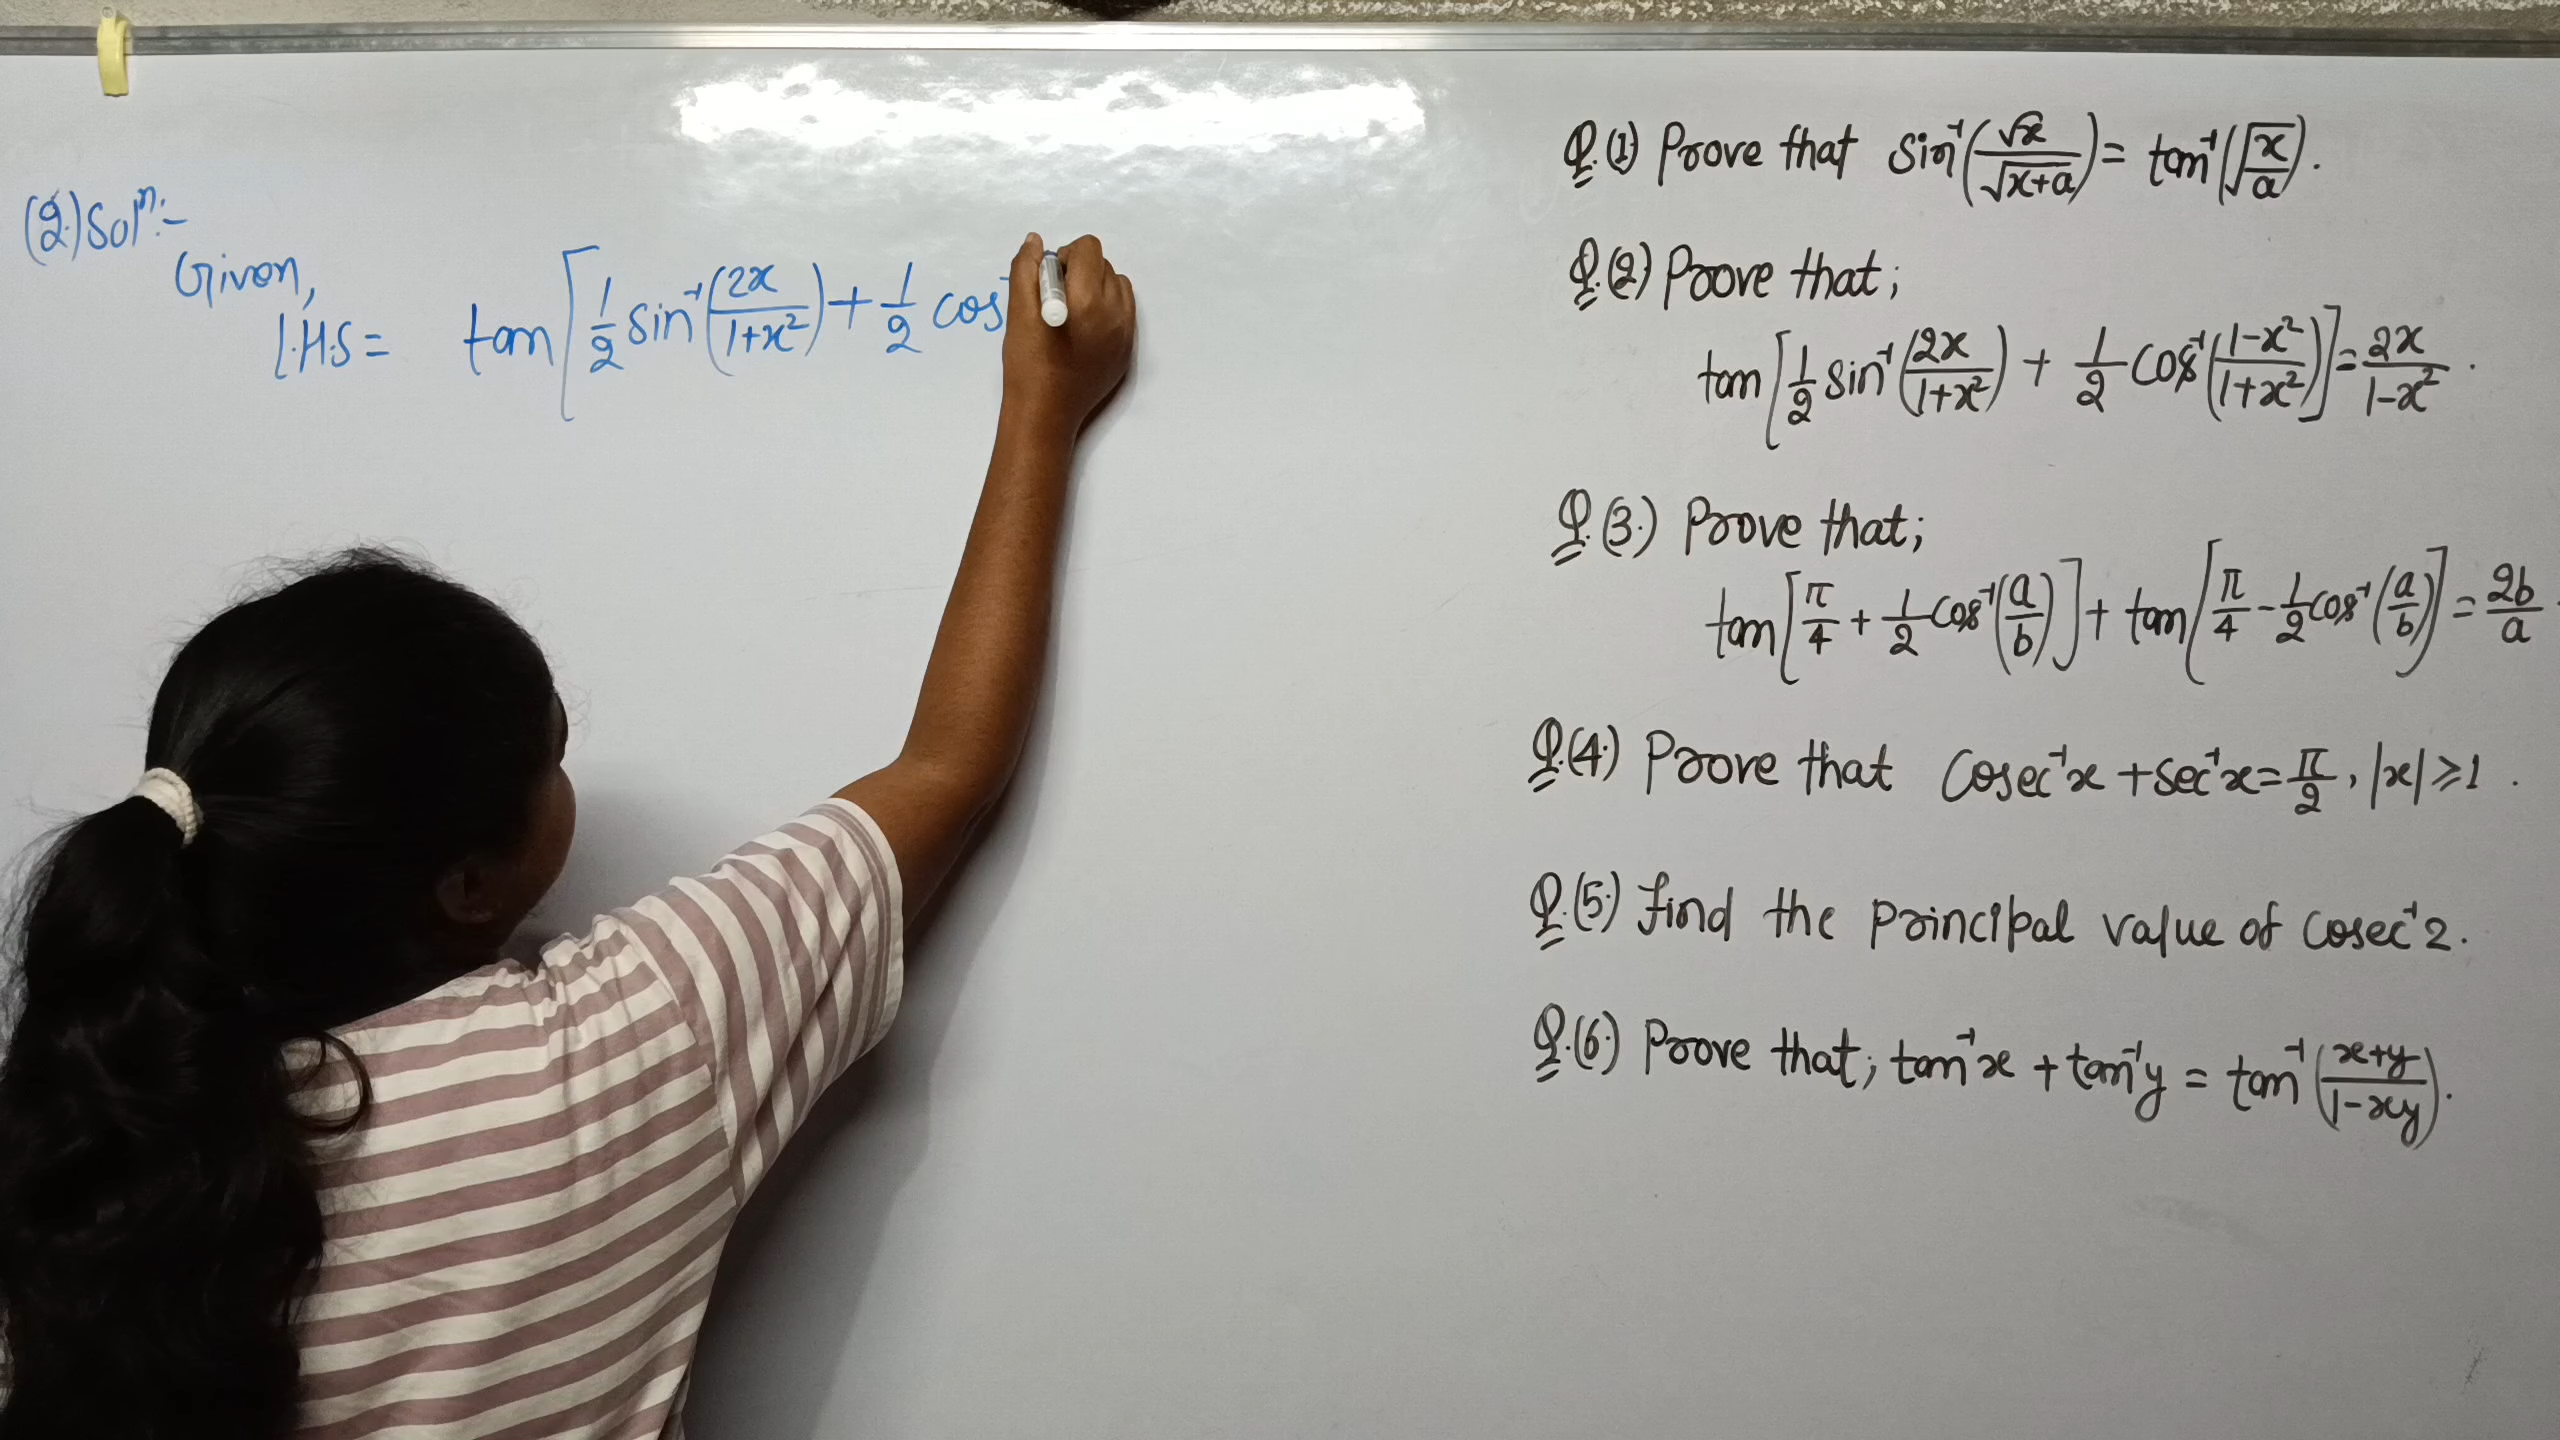 (2.) Solⁿ:-
Given,
L.H.S = tan[1/2 sin⁻¹(2x/1+x²) + 1/2 cos⁻
Q.(1) Prove that sin⁻¹(√x/√x+a) = tan⁻¹(√x/a).
Q.(2) Prove that;
tan[1/2 sin⁻¹(2x/1+x²) + 1/2 cos⁻¹(1-x²/1+x²)] = 2x/1-x².
Q.(3.) Prove that;
tan[π/4 + 1/2 cos⁻¹(a/b)] + tan[π/4 - 1/2 cos⁻¹(a/b)] = 2b/a.
Q.(4.) Prove that Cosec⁻¹x + sec⁻¹x = π/2, |x| ≥ 1.
Q.(5.) find the principal value of cosec⁻¹2.
Q.(6.) Prove that; tan⁻¹x + tan⁻¹y = tan⁻¹(x+y/1-xy).